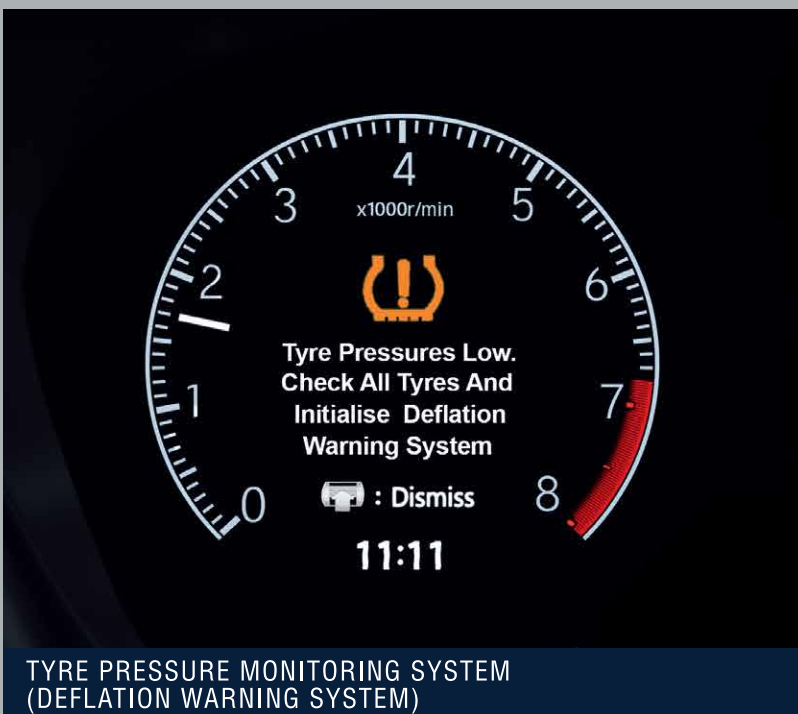 4
3
5
x1000r/min
2
6
Tyre Pressures Low.
Check All Tyres And
Initialise Deflation
Warning System
1
7
0
: Dismiss
8
11:11
TYRE PRESSURE MONITORING SYSTEM
(DEFLATION WARNING SYSTEM)